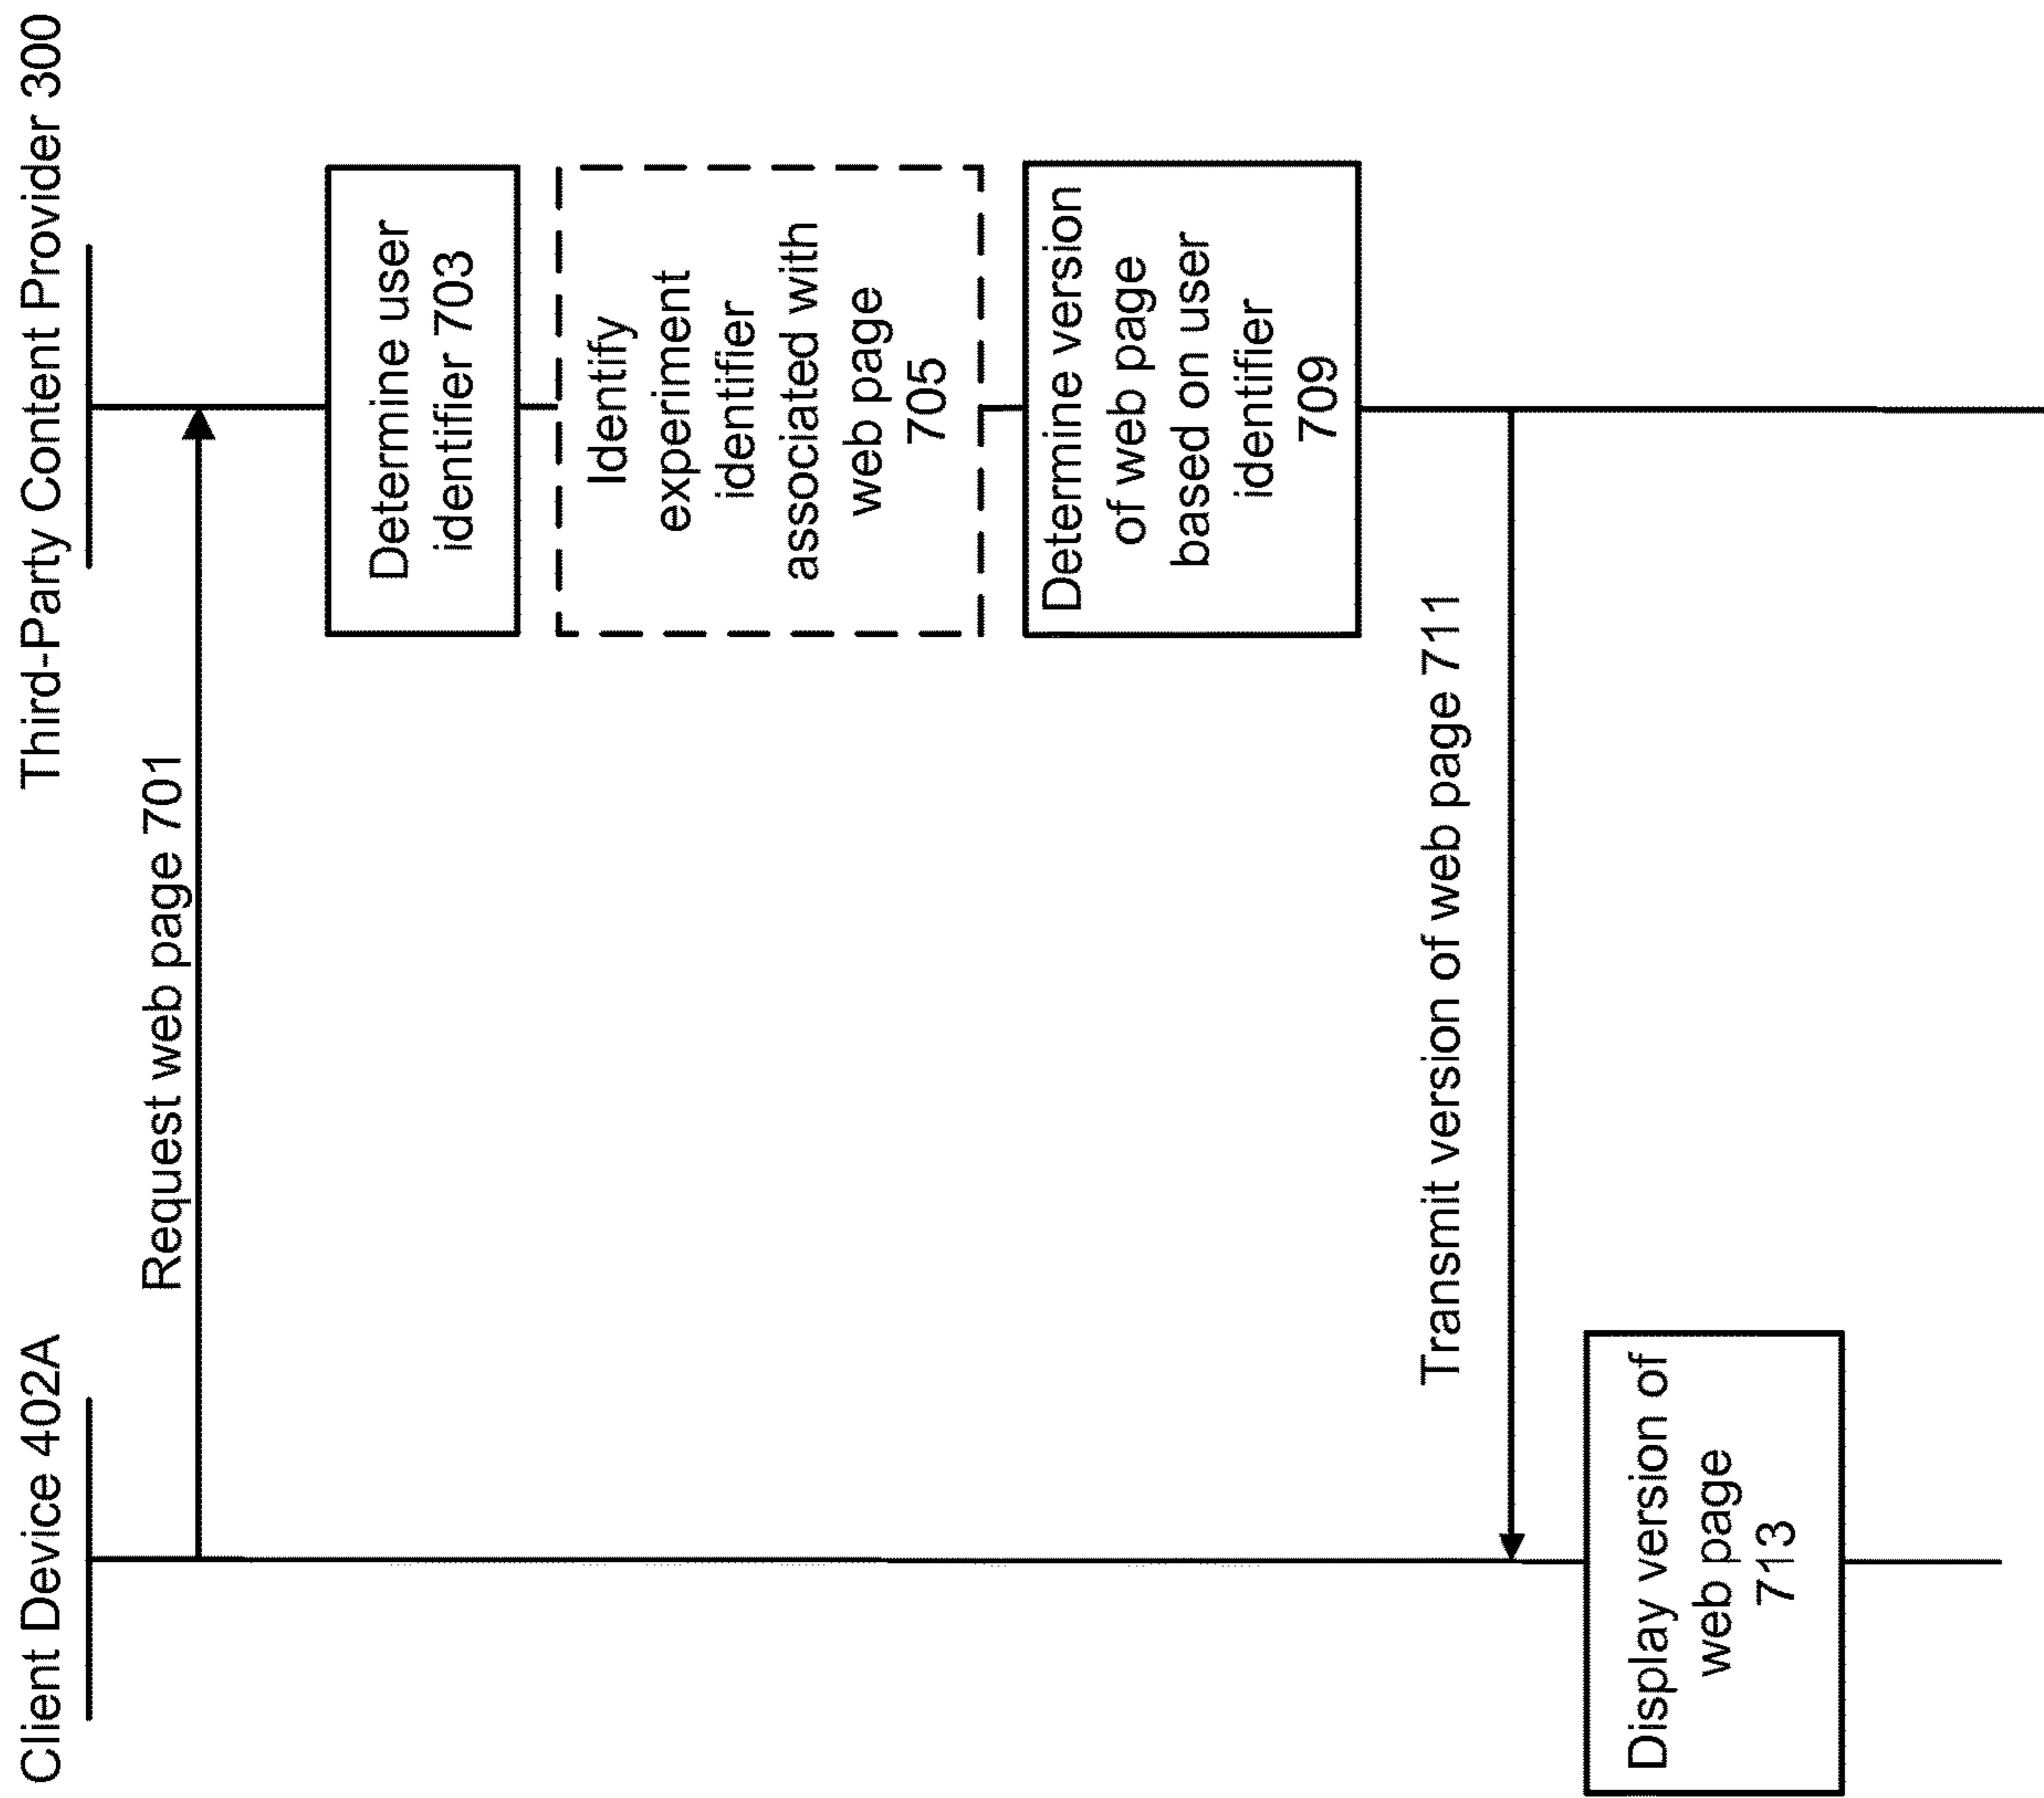 Client Device 402A
Third-Party Content Provider 300
Request web page 701
Determine user
identifier 703
Identify
experiment
identifier
associated with
web page
705
Determine version
of web page
based on user
identifier
709
Transmit version of web page 711
Display version of
web page
713